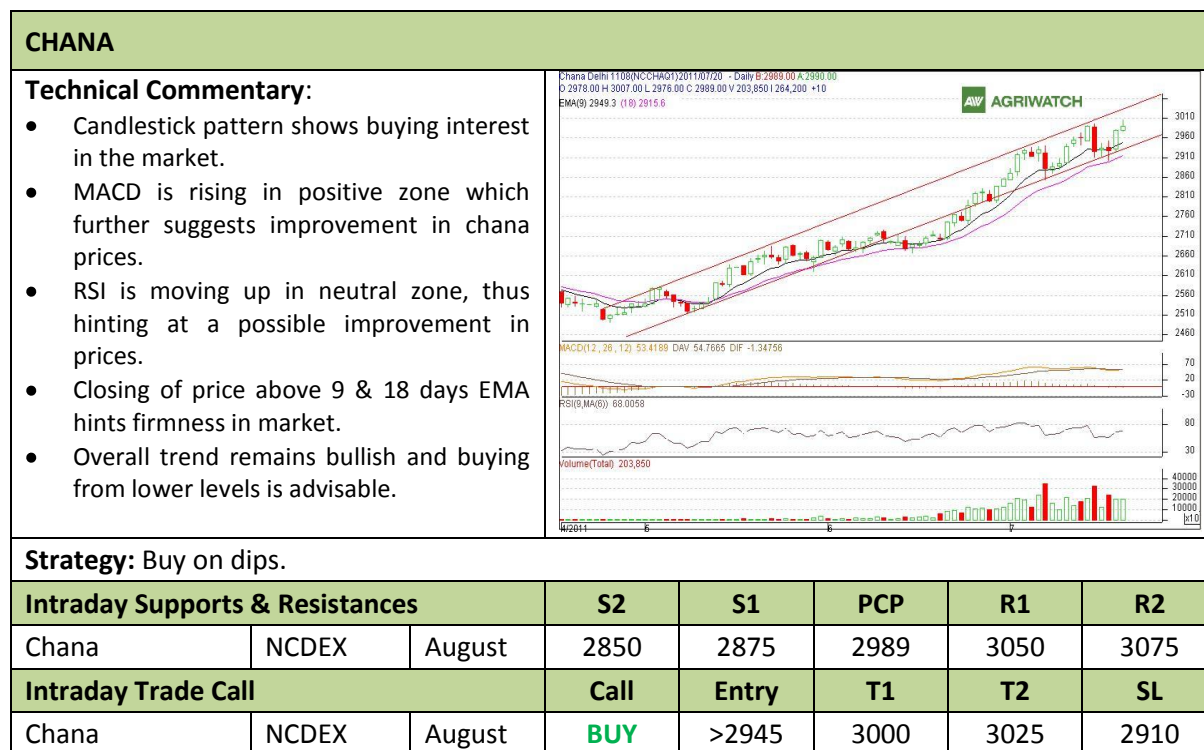 CHANA
Technical Commentary:
• Candlestick pattern shows buying interest
in the market.
• MACD is rising in positive zone which
further suggests improvement in chana
prices.
• RSI is moving up in neutral zone, thus
hinting at a possible improvement in
prices.
• Closing of price above 9 & 18 days EMA
hints firmness in market.
• Overall trend remains bullish and buying
from lower levels is advisable.
Chana Delhi 1108(NCCHAQ1)2011/07/20 - Daily B:2989.00 A:2990.00
O 2978.00 H 3007.00 L 2976.00 C 2989.00 V 203,850 I 264,200 +10
EMA(9) 2949.3 (18) 2915.6
AW AGRIWATCH
3010
2960
2910
2860
2810
2760
2710
2660
2610
2560
2510
2460
MACD(12,26,12) 53.4189 DAV 54.7665 DIF -1.34756
70
20
-30
RSI(9,MA(6)) 68.0058
80
30
Volume(Total) 203,850
40000
30000
20000
10000
x10
4/2011 5 6 7
Strategy: Buy on dips.
Intraday Supports & Resistances S2 S1 PCP R1 R2
Chana NCDEX August 2850 2875 2989 3050 3075
Intraday Trade Call Call Entry T1 T2 SL
Chana NCDEX August BUY >2945 3000 3025 2910